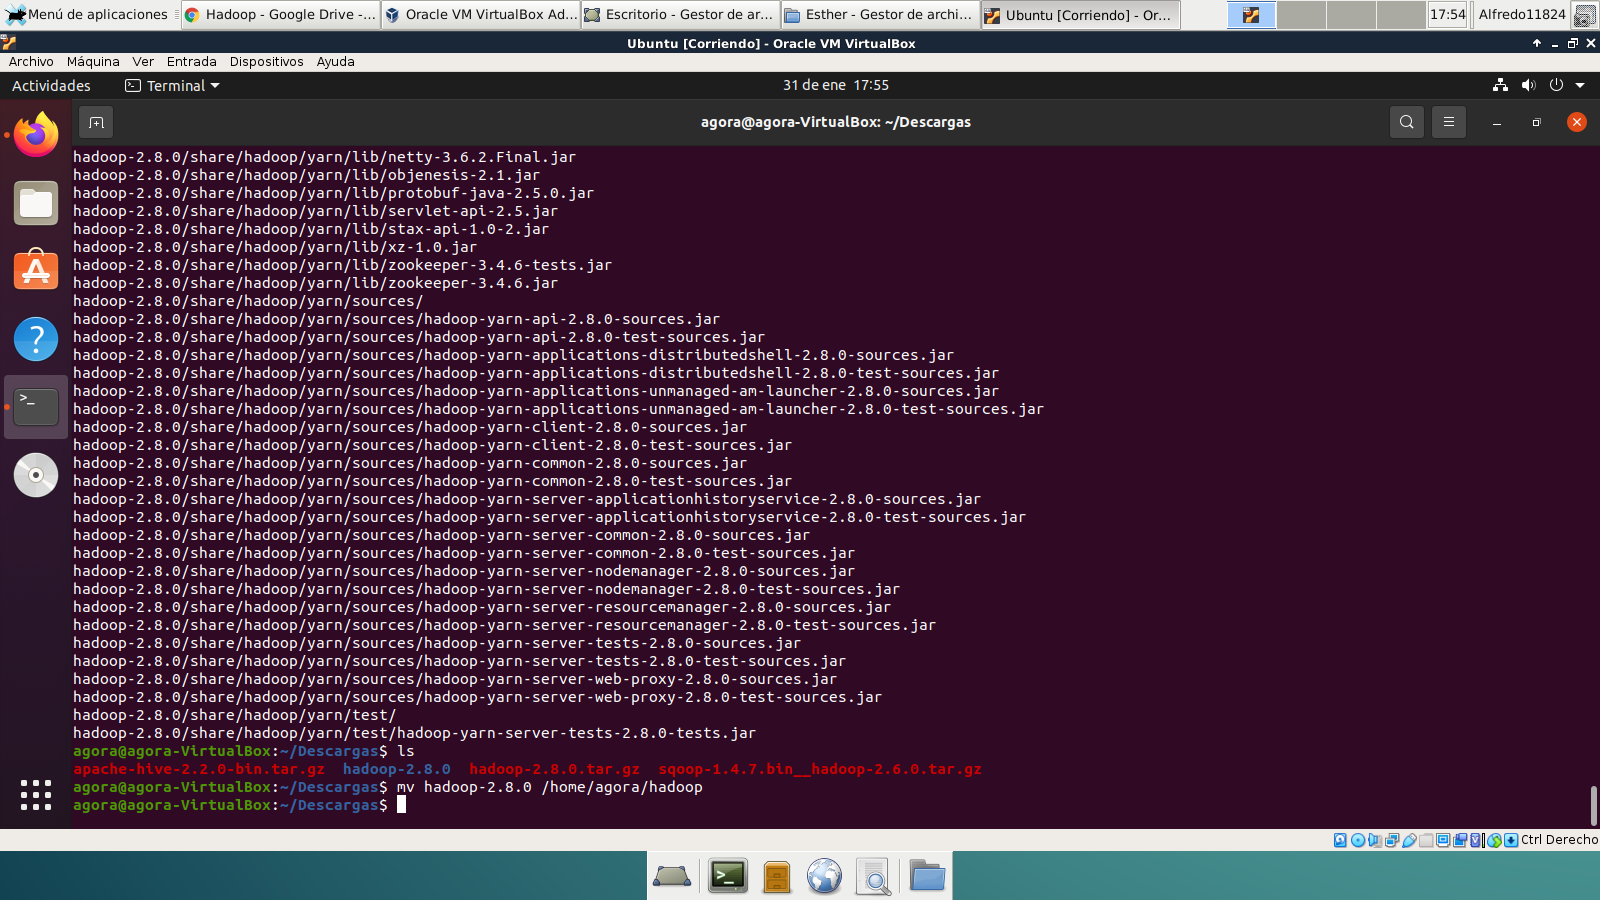 Menú de aplicaciones
Hadoop - Google Drive -...
Oracle VM VirtualBox Ad...
Escritorio - Gestor de ar...
Esther - Gestor de archi...
Ubuntu [Corriendo] - Or...
17:54
Alfredo11824
Ubuntu [Corriendo] - Oracle VM VirtualBox
Archivo Máquina Ver Entrada Dispositivos Ayuda
Actividades Terminal 31 de ene 17:55
agora@agora-VirtualBox: ~/Descargas
hadoop-2.8.0/share/hadoop/yarn/lib/netty-3.6.2.Final.jar
hadoop-2.8.0/share/hadoop/yarn/lib/objenesis-2.1.jar
hadoop-2.8.0/share/hadoop/yarn/lib/protobuf-java-2.5.0.jar
hadoop-2.8.0/share/hadoop/yarn/lib/servlet-api-2.5.jar
hadoop-2.8.0/share/hadoop/yarn/lib/stax-api-1.0-2.jar
hadoop-2.8.0/share/hadoop/yarn/lib/xz-1.0.jar
hadoop-2.8.0/share/hadoop/yarn/lib/zookeeper-3.4.6-tests.jar
hadoop-2.8.0/share/hadoop/yarn/lib/zookeeper-3.4.6.jar
hadoop-2.8.0/share/hadoop/yarn/sources/
hadoop-2.8.0/share/hadoop/yarn/sources/hadoop-yarn-api-2.8.0-sources.jar
hadoop-2.8.0/share/hadoop/yarn/sources/hadoop-yarn-api-2.8.0-test-sources.jar
hadoop-2.8.0/share/hadoop/yarn/sources/hadoop-yarn-applications-distributedshell-2.8.0-sources.jar
hadoop-2.8.0/share/hadoop/yarn/sources/hadoop-yarn-applications-distributedshell-2.8.0-test-sources.jar
hadoop-2.8.0/share/hadoop/yarn/sources/hadoop-yarn-applications-unmanaged-am-launcher-2.8.0-sources.jar
hadoop-2.8.0/share/hadoop/yarn/sources/hadoop-yarn-applications-unmanaged-am-launcher-2.8.0-test-sources.jar
hadoop-2.8.0/share/hadoop/yarn/sources/hadoop-yarn-client-2.8.0-sources.jar
hadoop-2.8.0/share/hadoop/yarn/sources/hadoop-yarn-client-2.8.0-test-sources.jar
hadoop-2.8.0/share/hadoop/yarn/sources/hadoop-yarn-common-2.8.0-sources.jar
hadoop-2.8.0/share/hadoop/yarn/sources/hadoop-yarn-common-2.8.0-test-sources.jar
hadoop-2.8.0/share/hadoop/yarn/sources/hadoop-yarn-server-applicationhistoryservice-2.8.0-sources.jar
hadoop-2.8.0/share/hadoop/yarn/sources/hadoop-yarn-server-applicationhistoryservice-2.8.0-test-sources.jar
hadoop-2.8.0/share/hadoop/yarn/sources/hadoop-yarn-server-common-2.8.0-sources.jar
hadoop-2.8.0/share/hadoop/yarn/sources/hadoop-yarn-server-common-2.8.0-test-sources.jar
hadoop-2.8.0/share/hadoop/yarn/sources/hadoop-yarn-server-nodemanager-2.8.0-sources.jar
hadoop-2.8.0/share/hadoop/yarn/sources/hadoop-yarn-server-nodemanager-2.8.0-test-sources.jar
hadoop-2.8.0/share/hadoop/yarn/sources/hadoop-yarn-server-resourcemanager-2.8.0-sources.jar
hadoop-2.8.0/share/hadoop/yarn/sources/hadoop-yarn-server-resourcemanager-2.8.0-test-sources.jar
hadoop-2.8.0/share/hadoop/yarn/sources/hadoop-yarn-server-tests-2.8.0-sources.jar
hadoop-2.8.0/share/hadoop/yarn/sources/hadoop-yarn-server-tests-2.8.0-test-sources.jar
hadoop-2.8.0/share/hadoop/yarn/sources/hadoop-yarn-server-web-proxy-2.8.0-sources.jar
hadoop-2.8.0/share/hadoop/yarn/sources/hadoop-yarn-server-web-proxy-2.8.0-test-sources.jar
hadoop-2.8.0/share/hadoop/yarn/test/
hadoop-2.8.0/share/hadoop/yarn/test/hadoop-yarn-server-tests-2.8.0-tests.jar
agora@agora-VirtualBox:~/Descargas$ ls
apache-hive-2.2.0-bin.tar.gz hadoop-2.8.0 hadoop-2.8.0.tar.gz sqoop-1.4.7.bin__hadoop-2.6.0.tar.gz
agora@agora-VirtualBox:~/Descargas$ mv hadoop-2.8.0 /home/agora/hadoop
agora@agora-VirtualBox:~/Descargas$
Ctrl Derecho